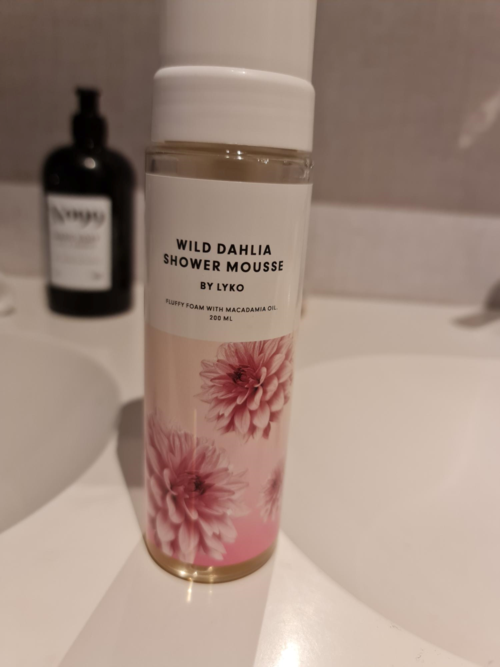 WILD DAHLIA
SHOWER MOUSSE
BY LYKO
FLUFFY FOAM WITH MACADAMIA OIL.
200 ML